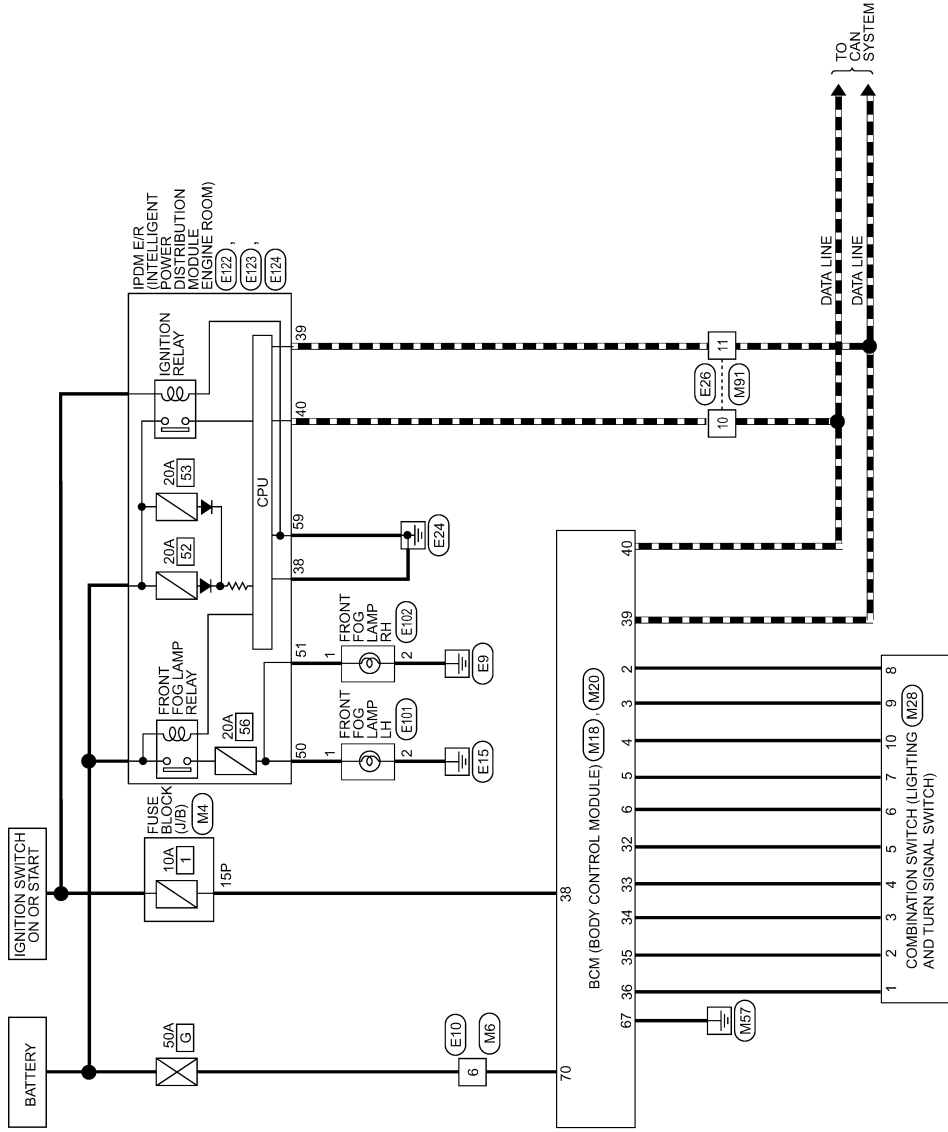 BATTERY
IGNITION SWITCH
ON OR START
50A
G
FUSE
BLOCK
(J/B)
M4
10A
1
15P
FRONT
FOG LAMP
RELAY
20A
56
20A
52
20A
53
IGNITION
RELAY
IPDM E/R
(INTELLIGENT
POWER
DISTRIBUTION
MODULE
ENGINE ROOM)
E122 ,
E123 ,
E124
CPU
50
51
38
59
40
39
1
FRONT
FOG
LAMP
LH
E101
2
E15
1
FRONT
FOG
LAMP
RH
E102
2
E9
E24
E10
6
M6
E26
10
11
M91
DATA LINE
DATA LINE
TO
CAN
SYSTEM
70
38
39
40
BCM (BODY CONTROL MODULE) M18 , M20
67
36
35
34
33
32
6
5
4
3
2
M57
1
2
3
4
5
6
7
10
9
8
COMBINATION SWITCH (LIGHTING
AND TURN SIGNAL SWITCH)
M28